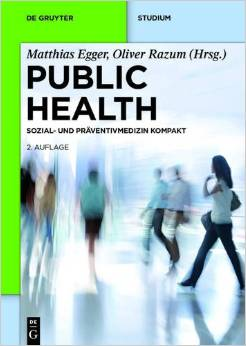 DE GRUYTER STUDIUM
Matthias Egger, Oliver Razum (Hrsg.)
PUBLIC
HEALTH
SOZIAL- UND PRÄVENTIVMEDIZIN KOMPAKT
2. AUFLAGE
DE
G